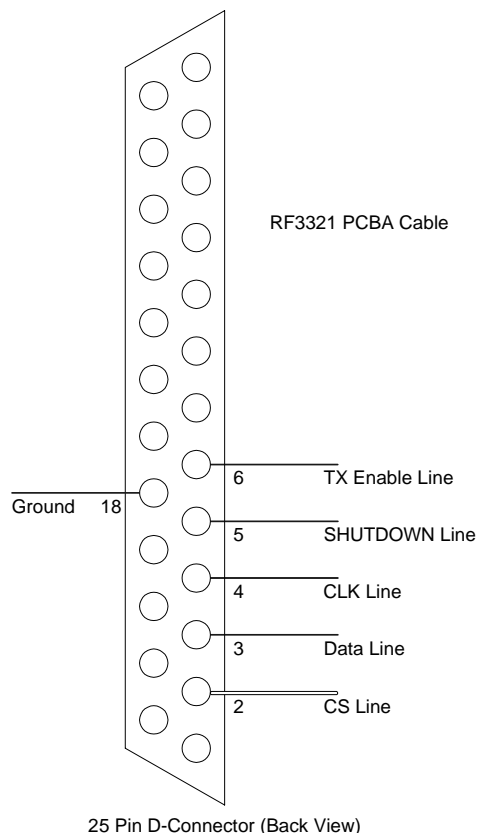 RF3321 PCBA Cable
6 TX Enable Line
Ground 18
5 SHUTDOWN Line
4 CLK Line
3 Data Line
2 CS Line
25 Pin D-Connector (Back View)